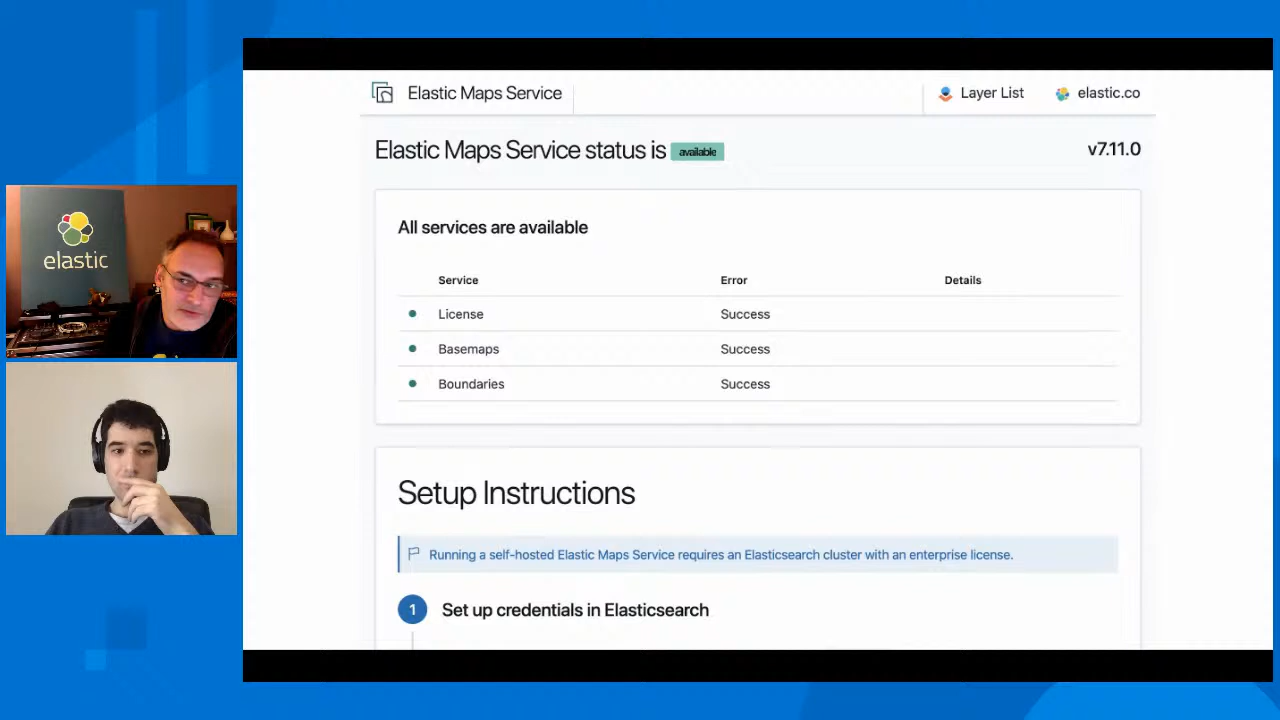 Elastic Maps Service
Layer List
elastic.co
Elastic Maps Service status is available
v7.11.0
All services are available
Service Error Details
License Success
Basemaps Success
Boundaries Success
Setup Instructions
Running a self-hosted Elastic Maps Service requires an Elasticsearch cluster with an enterprise license.
1 Set up credentials in Elasticsearch
elastic